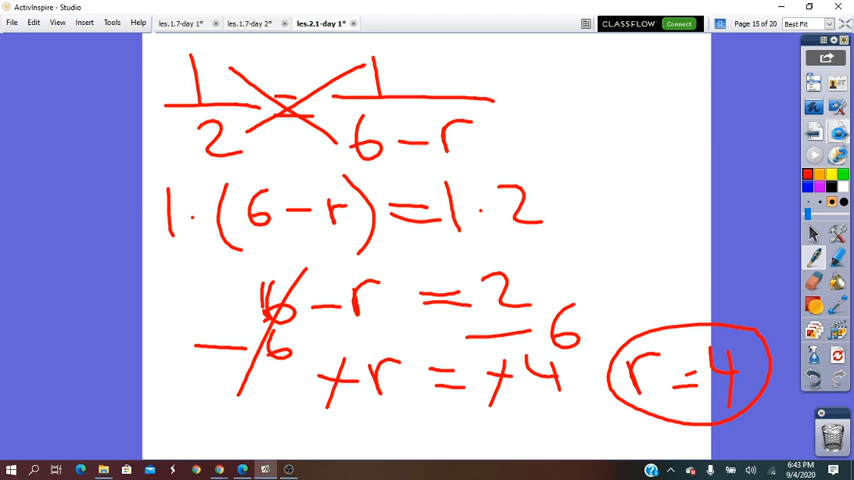 ActivInspire - Studio
File Edit View Insert Tools Help
les.1.7-day 1* les.1.7-day 2* les.2.1-day 1*
CLASSFLOW Connect
Page 15 of 20 Best Fit
1/2 = 1/(6 - r)
1 · (6 - r) = 1 · 2
6 - r = 2
- 6 - 6
+ r = + 4
r = 4
6:43 PM
9/4/2020